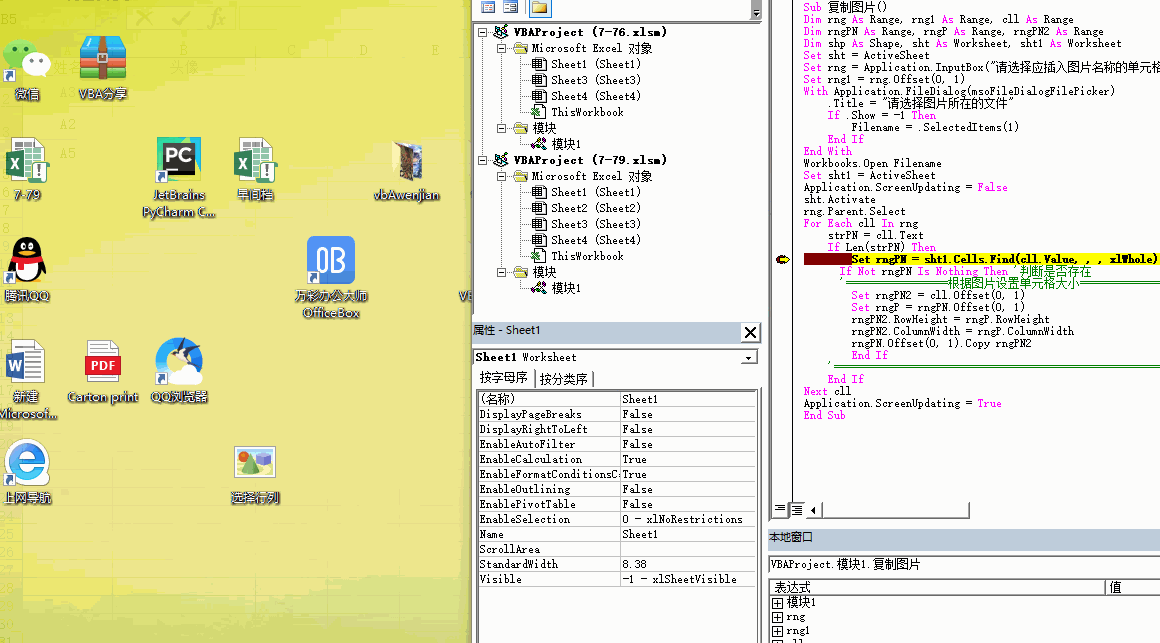 微信
VBA分享
A2
A5
7-79
JetBrains
PyCharm C...
早间档
vbAwenjian
腾讯QQ
万彩办公大师
OfficeBox
新建
Microsoft...
PDF
Carton print
QQ浏览器
上网导航
选择行列
VBAProject (7-76.xlsm)
Microsoft Excel 对象
Sheet1 (Sheet1)
Sheet3 (Sheet3)
Sheet4 (Sheet4)
ThisWorkbook
模块
模块1
VBAProject (7-79.xlsm)
Microsoft Excel 对象
Sheet1 (Sheet1)
Sheet2 (Sheet2)
Sheet3 (Sheet3)
Sheet4 (Sheet4)
ThisWorkbook
模块
模块1
属性 - Sheet1
Sheet1 Worksheet
按字母序 按分类序
(名称) Sheet1
DisplayPageBreaks False
DisplayRightToLeft False
EnableAutoFilter False
EnableCalculation True
EnableFormatConditionsC True
EnableOutlining False
EnablePivotTable False
EnableSelection 0 - xlNoRestrictions
Name Sheet1
ScrollArea
StandardWidth 8.38
Visible -1 - xlSheetVisible
Sub 复制图片()
Dim rng As Range, rng1 As Range, cll As Range
Dim rngPN As Range, rngP As Range, rngPN2 As Range
Dim shp As Shape, sht As Worksheet, sht1 As Worksheet
Set sht = ActiveSheet
Set rng = Application.InputBox("请选择应插入图片名称的单元格
Set rng1 = rng.Offset(0, 1)
With Application.FileDialog(msoFileDialogFilePicker)
.Title = "请选择图片所在的文件"
If .Show = -1 Then
Filename = .SelectedItems(1)
End If
End With
Workbooks.Open Filename
Set sht1 = ActiveSheet
Application.ScreenUpdating = False
sht.Activate
rng.Parent.Select
For Each cll In rng
strPN = cll.Text
If Len(strPN) Then
Set rngPN = sht1.Cells.Find(cll.Value, , , xlWhole)
If Not rngPN Is Nothing Then '判断是否存在
'══════════根据图片设置单元格大小══════════
Set rngPN2 = cll.Offset(0, 1)
Set rngP = rngPN.Offset(0, 1)
rngPN2.RowHeight = rngP.RowHeight
rngPN2.ColumnWidth = rngP.ColumnWidth
rngPN.Offset(0, 1).Copy rngPN2
End If
'
End If
Next cll
Application.ScreenUpdating = True
End Sub
本地窗口
VBAProject.模块1.复制图片
表达式 值
模块1
rng
rng1